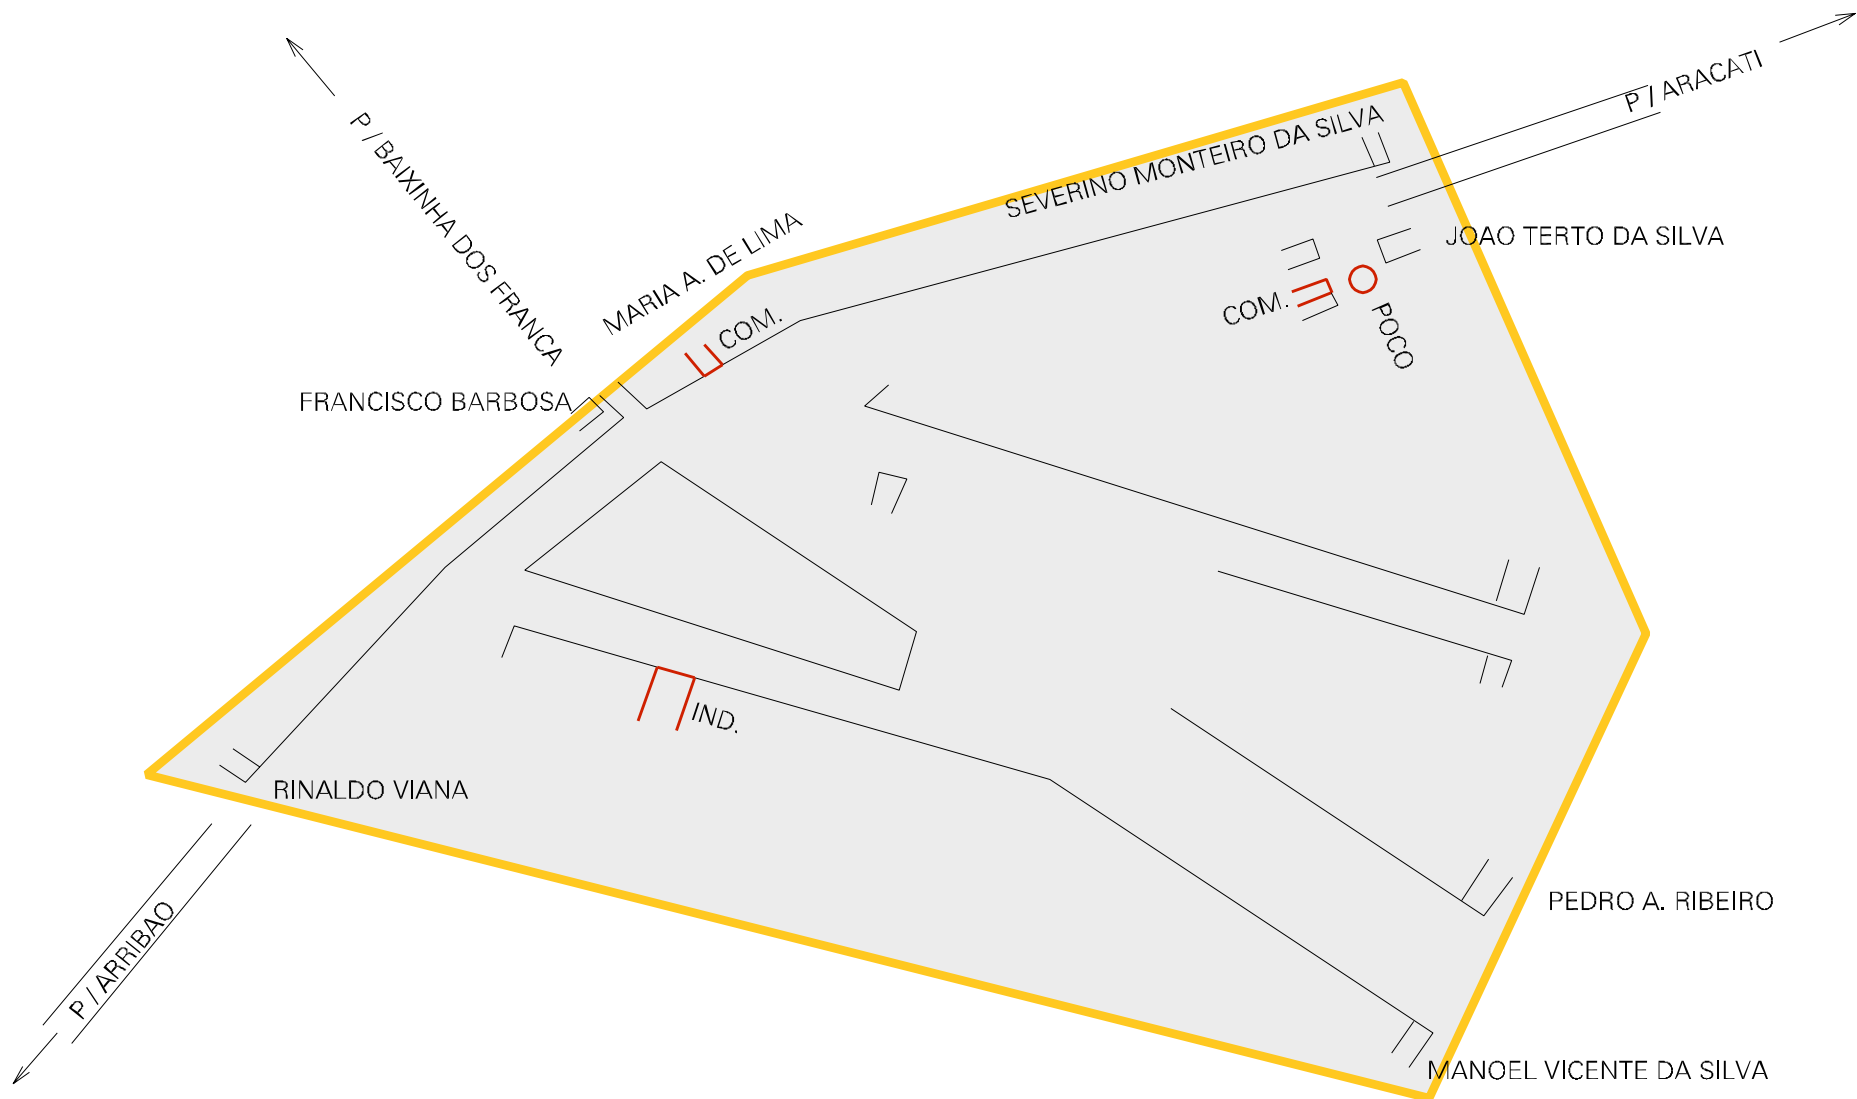 P / ARACATI
P / BAIXINHA DOS FRANCA
SEVERINO MONTEIRO DA SILVA
MARIA A. DE LIMA
JOAO TERTO DA SILVA
COM.
COM.
POCO
FRANCISCO BARBOSA
IND.
RINALDO VIANA
P / ARRIBAO
PEDRO A. RIBEIRO
MANOEL VICENTE DA SILVA